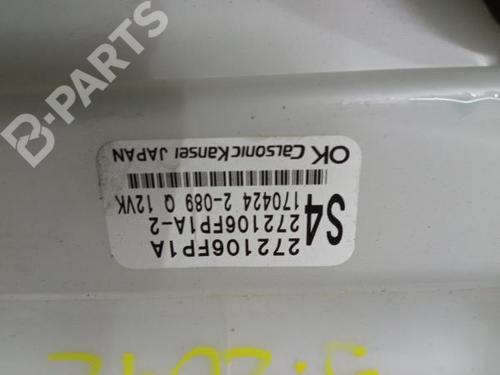 272106FP1A
S4 272106FP1A-2
170424 2-089 Q 12VK
OK CalsonicKansei JAPAN
B-PARTS